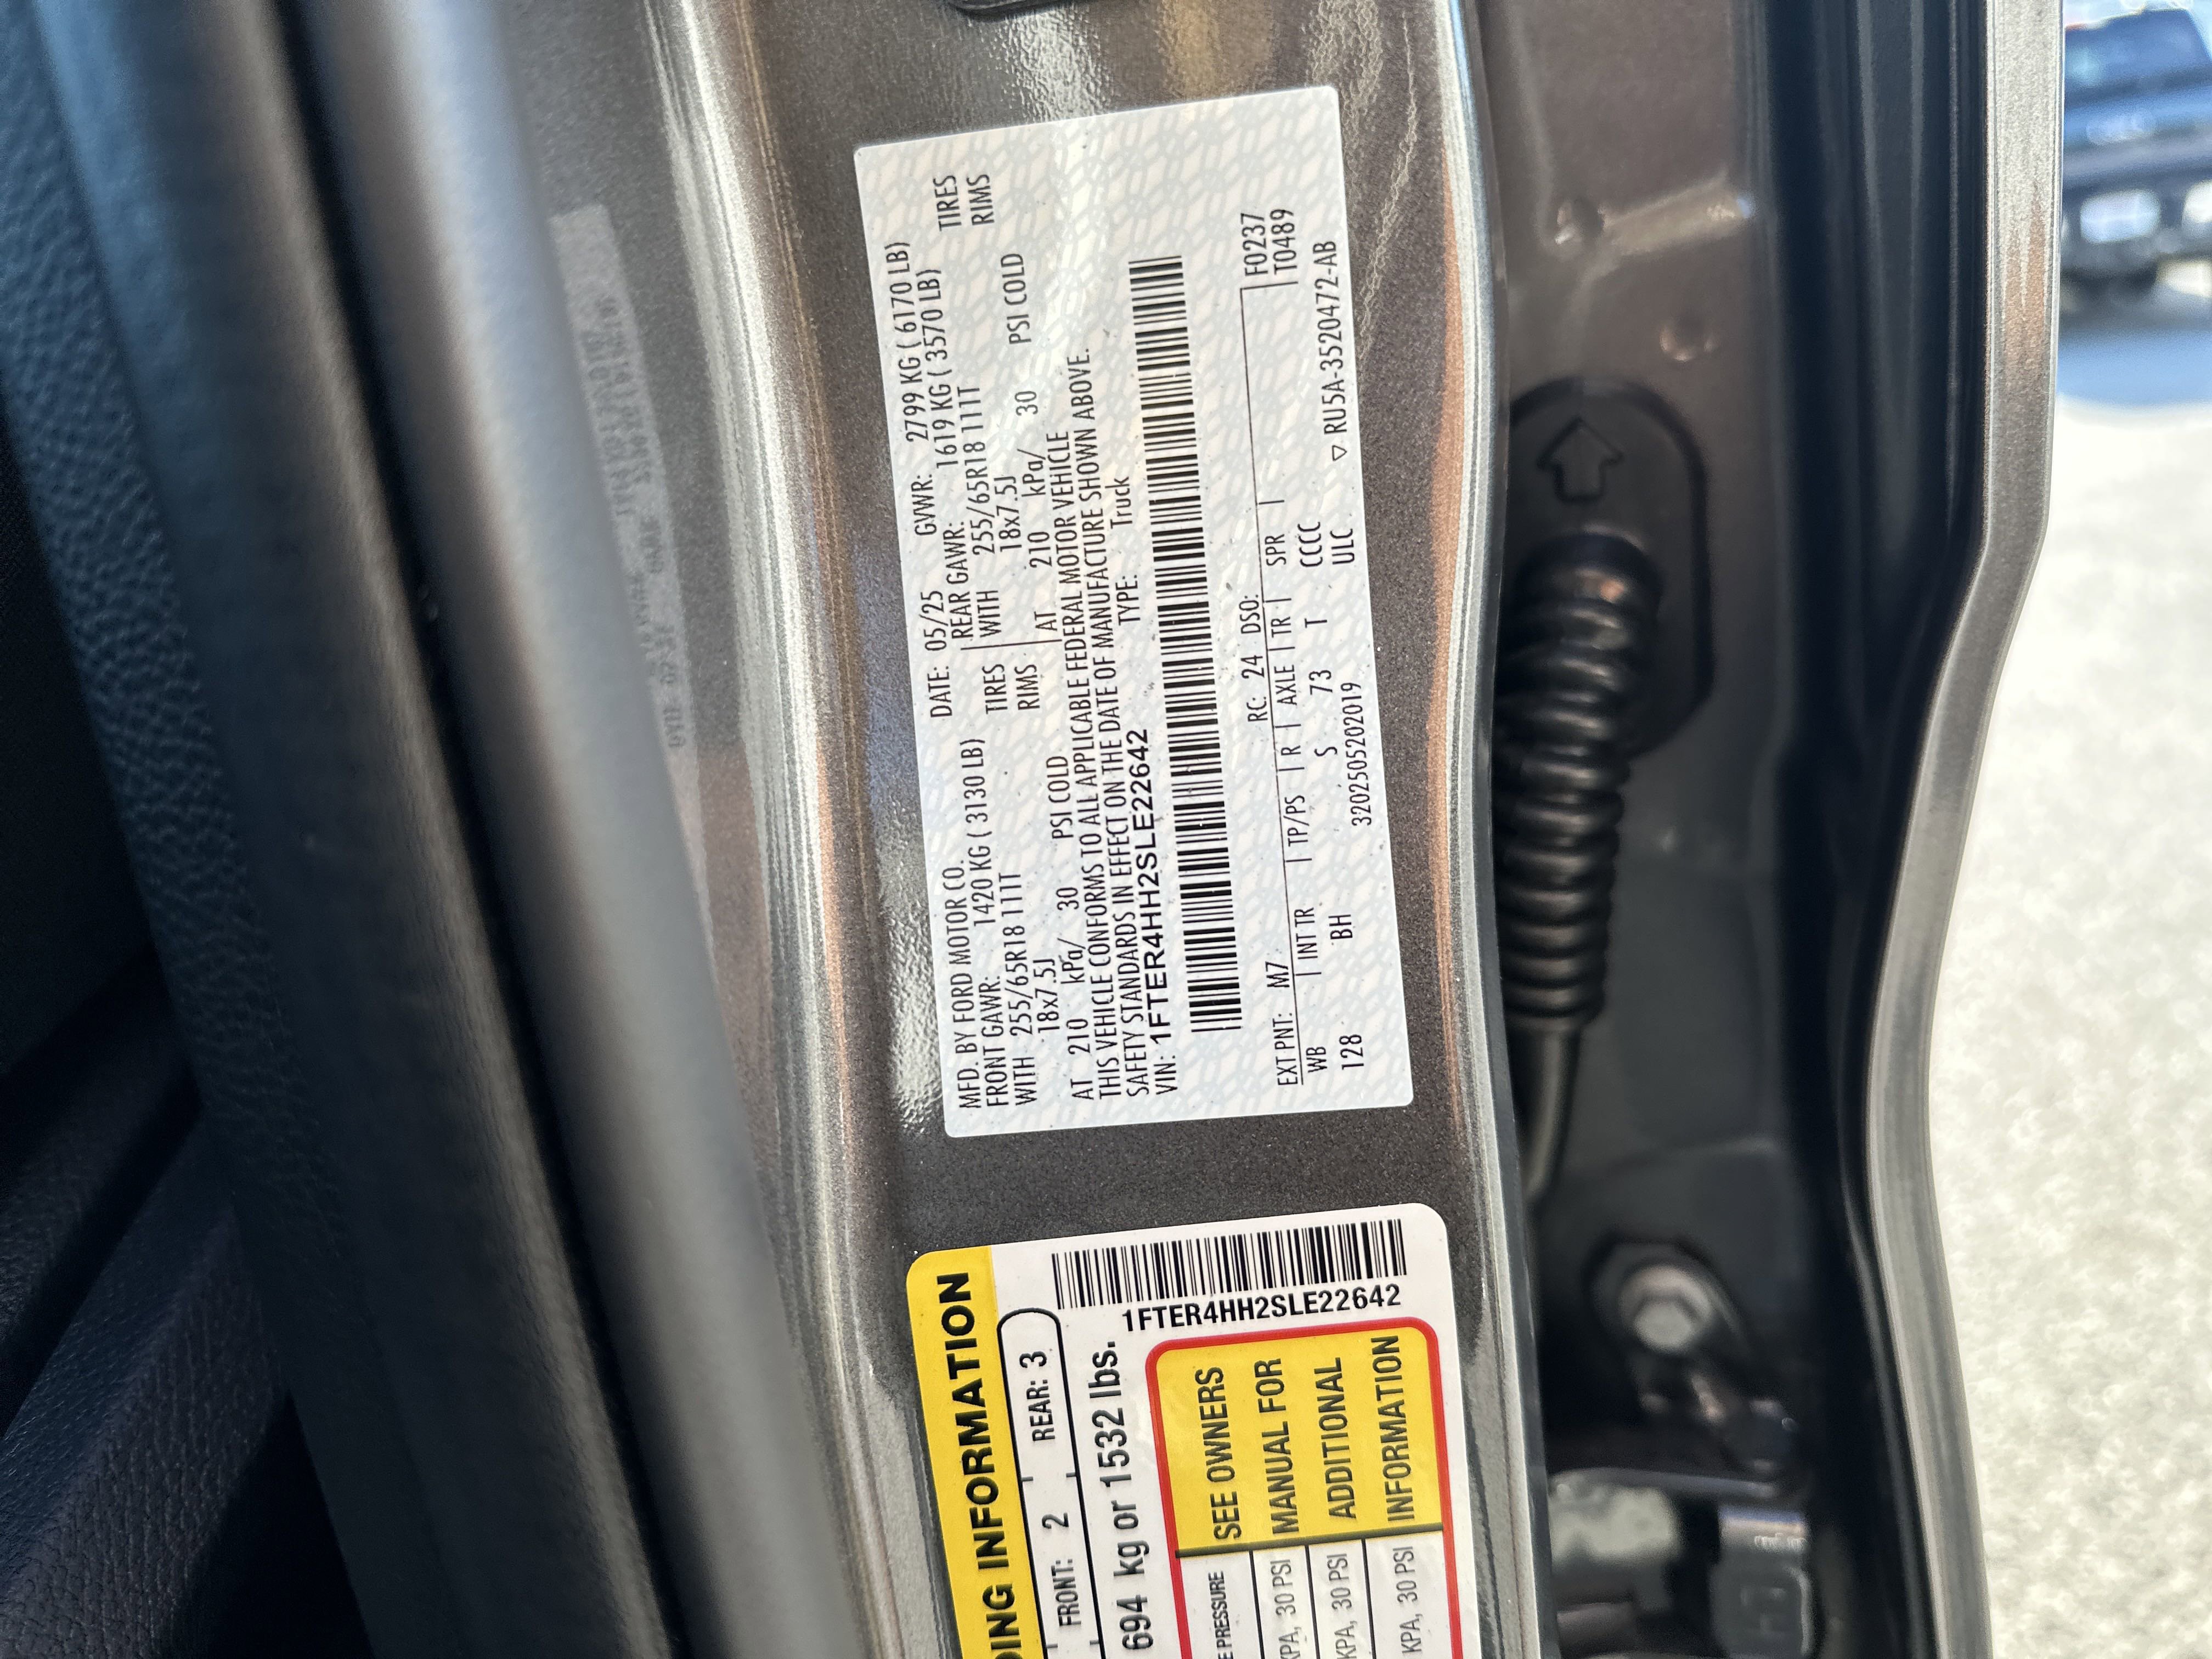 MFD. BY FORD MOTOR CO. DATE: 05/25 GVWR: 2799 KG ( 6170 LB)
FRONT GAWR: 1420 KG ( 3130 LB) REAR GAWR: 1619 KG ( 3570 LB)
WITH 255/65R18 111T TIRES WITH 255/65R18 111T TIRES
18x7.5J RIMS 18x7.5J RIMS
AT 210 kPa/ 30 PSI COLD AT 210 kPa/ 30 PSI COLD
THIS VEHICLE CONFORMS TO ALL APPLICABLE FEDERAL MOTOR VEHICLE
SAFETY STANDARDS IN EFFECT ON THE DATE OF MANUFACTURE SHOWN ABOVE.
VIN: 1FTER4HH2SLE22642 TYPE: Truck
EXT PNT: M7 RC: 24 DSO: F0237
WB INT TR TP/PS R AXLE TR SPR T0489
128 BH S 73 T CCCC
3202505202019 ULC ▽ RU5A-3520472-AB
DING INFORMATION
FRONT: 2 REAR: 3
694 kg or 1532 lbs.
1FTER4HH2SLE22642
PRESSURE
KPA, 30 PSI
KPA, 30 PSI
KPA, 30 PSI
SEE OWNERS
MANUAL FOR
ADDITIONAL
INFORMATION